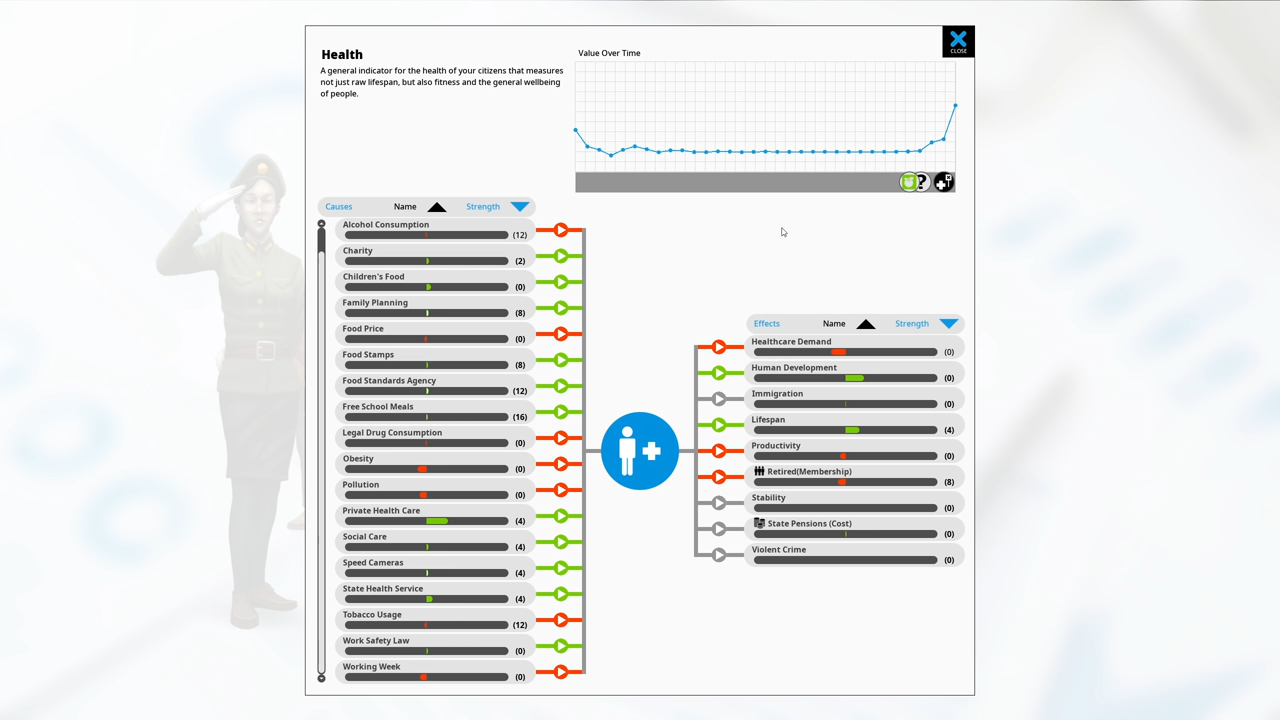 Health
A general indicator for the health of your citizens that measures
not just raw lifespan, but also fitness and the general wellbeing
of people.
Value Over Time
CLOSE
Causes Name Strength
Alcohol Consumption
(12)
Charity
(2)
Children's Food
(0)
Family Planning
(8)
Food Price
(0)
Food Stamps
(8)
Food Standards Agency
(12)
Free School Meals
(16)
Legal Drug Consumption
(0)
Obesity
(0)
Pollution
(0)
Private Health Care
(4)
Social Care
(4)
Speed Cameras
(4)
State Health Service
(4)
Tobacco Usage
(12)
Work Safety Law
(0)
Working Week
(0)
Effects Name Strength
Healthcare Demand
(0)
Human Development
(0)
Immigration
(0)
Lifespan
(4)
Productivity
(0)
Retired(Membership)
(8)
Stability
(0)
State Pensions (Cost)
(0)
Violent Crime
(0)